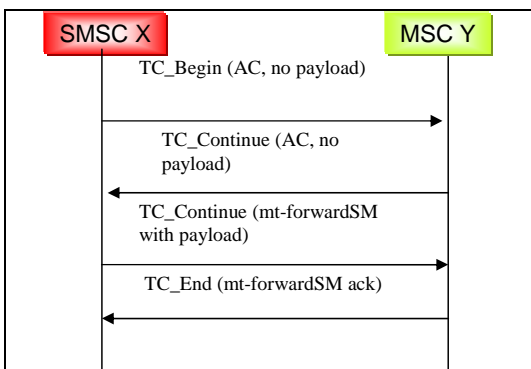 SMSC X
MSC Y
TC_Begin (AC, no payload)
TC_Continue (AC, no
payload)
TC_Continue (mt-forwardSM
with payload)
TC_End (mt-forwardSM ack)